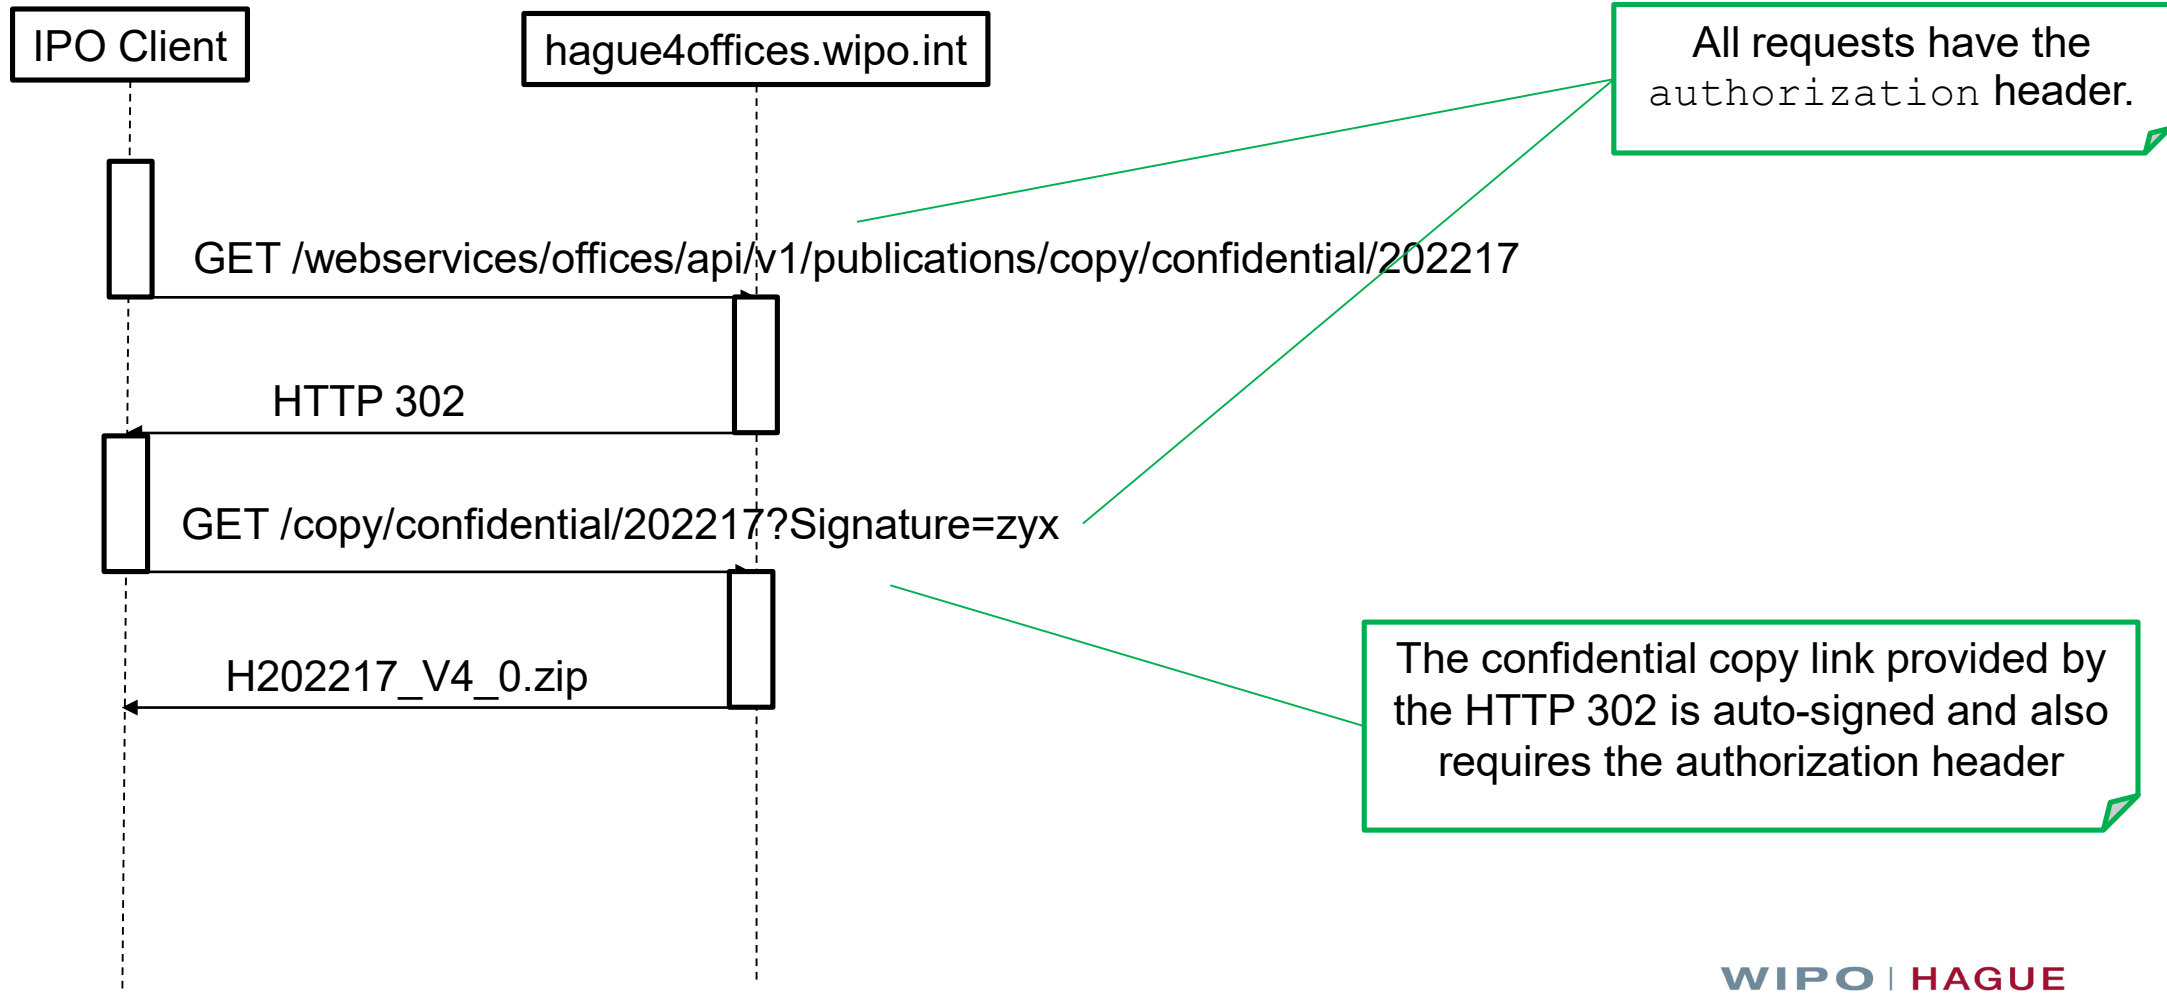 IPO Client
hague4offices.wipo.int
All requests have the
authorization header.
GET /webservices/offices/api/v1/publications/copy/confidential/202217
HTTP 302
GET /copy/confidential/202217?Signature=zyx
H202217_V4_0.zip
The confidential copy link provided by
the HTTP 302 is auto-signed and also
requires the authorization header
WIPO | HAGUE